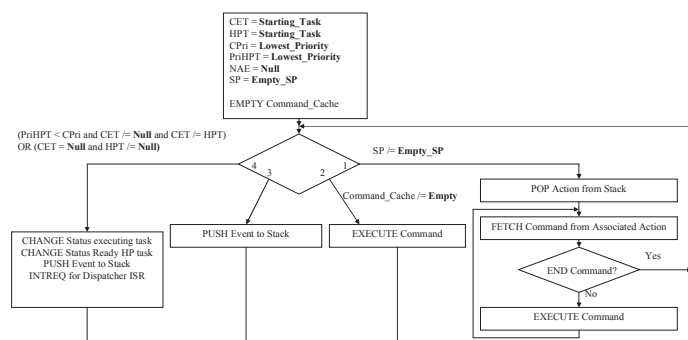 CET = Starting_Task
HPT = Starting_Task
CPri = Lowest_Priority
PriHPT = Lowest_Priority
NAE = Null
SP = Empty_SP
EMPTY Command_Cache
(PriHPT < CPri and CET /= Null and CET /= HPT)
OR (CET = Null and HPT /= Null)
SP /= Empty_SP
4
3
2
1
Command_Cache /= Empty
POP Action from Stack
FETCH Command from Associated Action
CHANGE Status executing task
CHANGE Status Ready HP task
PUSH Event to Stack
INTREQ for Dispatcher ISR
PUSH Event to Stack
EXECUTE Command
END Command?
Yes
No
EXECUTE Command